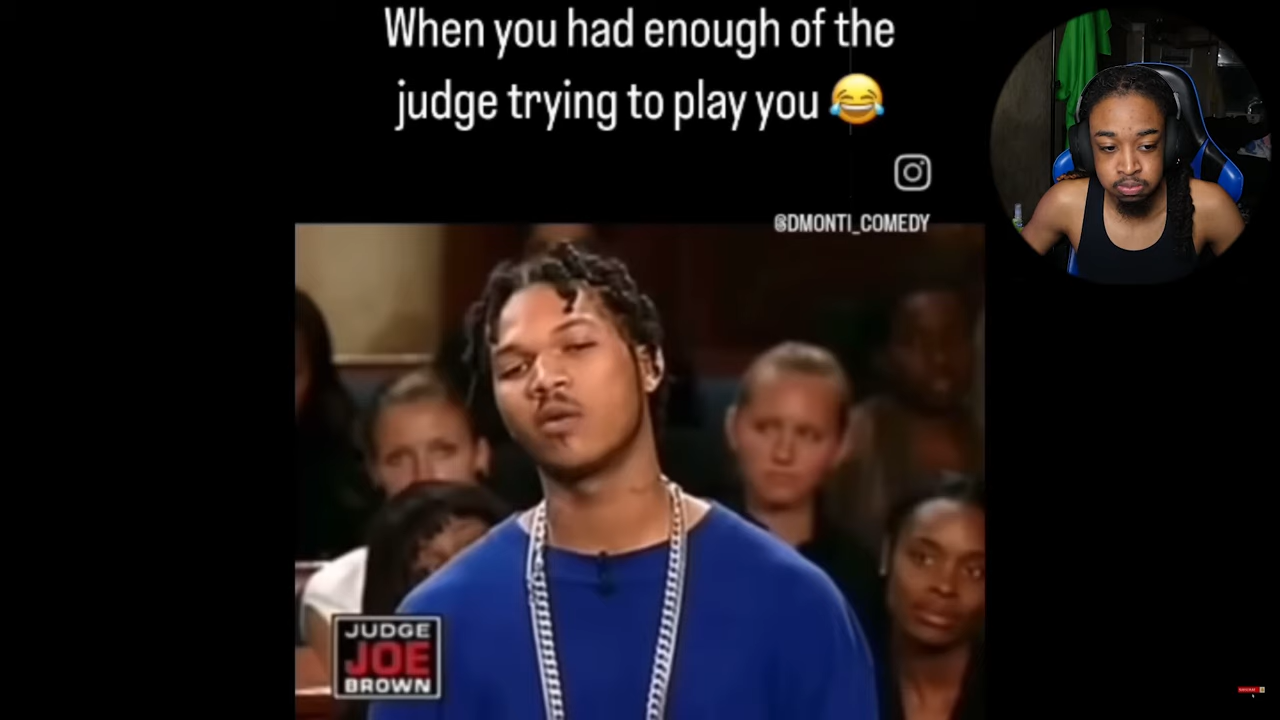 When you had enough of the
judge trying to play you 😂
@DMONTI_COMEDY
JUDGE
JOE
BROWN